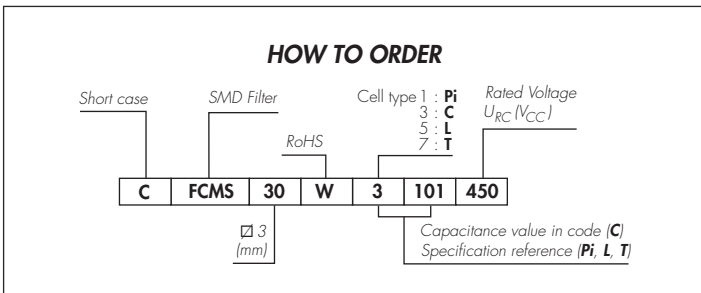 HOW TO ORDER
Short case
SMD Filter
RoHS
Cell type 1 : Pi
3 : C
5 : L
7 : T
Rated Voltage
URC (VCC)
C FCMS 30 W 3 101 450
3
(mm)
Capacitance value in code (C)
Specification reference (Pi, L, T)